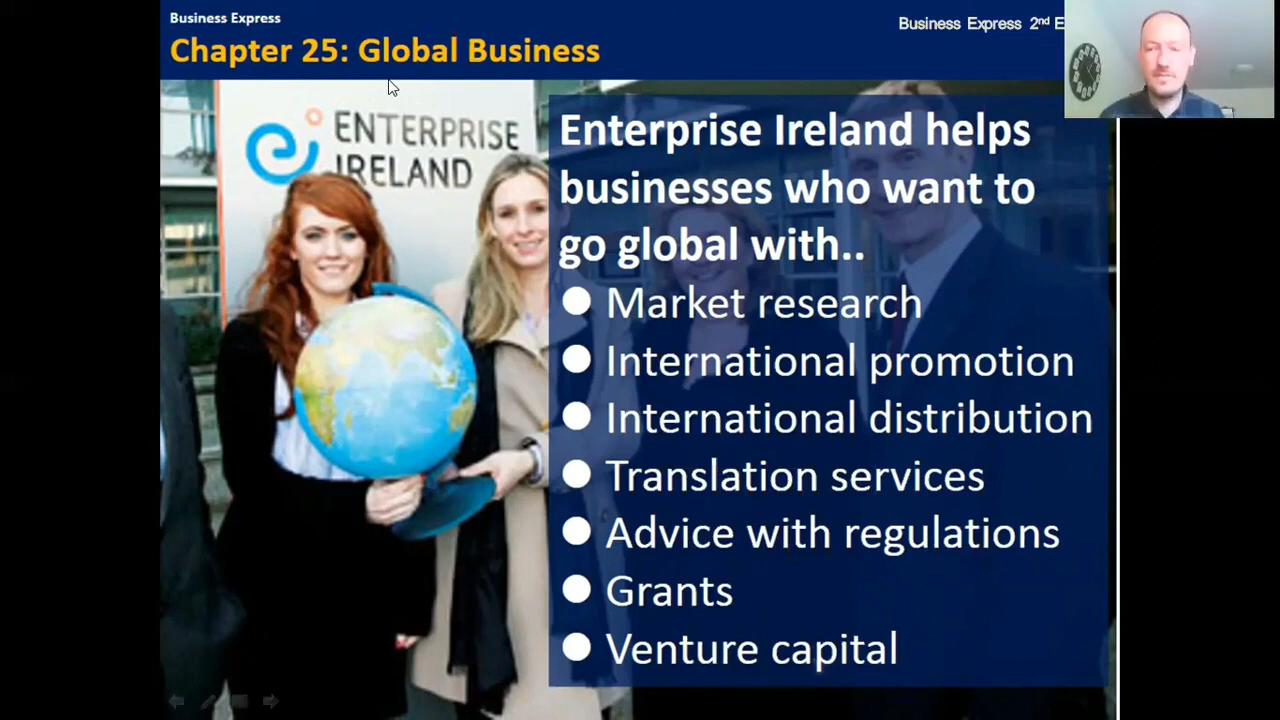 Business Express
Chapter 25: Global Business
Business Express 2nd E
ENTERPRISE
IRELAND
Enterprise Ireland helps
businesses who want to
go global with..
● Market research
● International promotion
● International distribution
● Translation services
● Advice with regulations
● Grants
● Venture capital